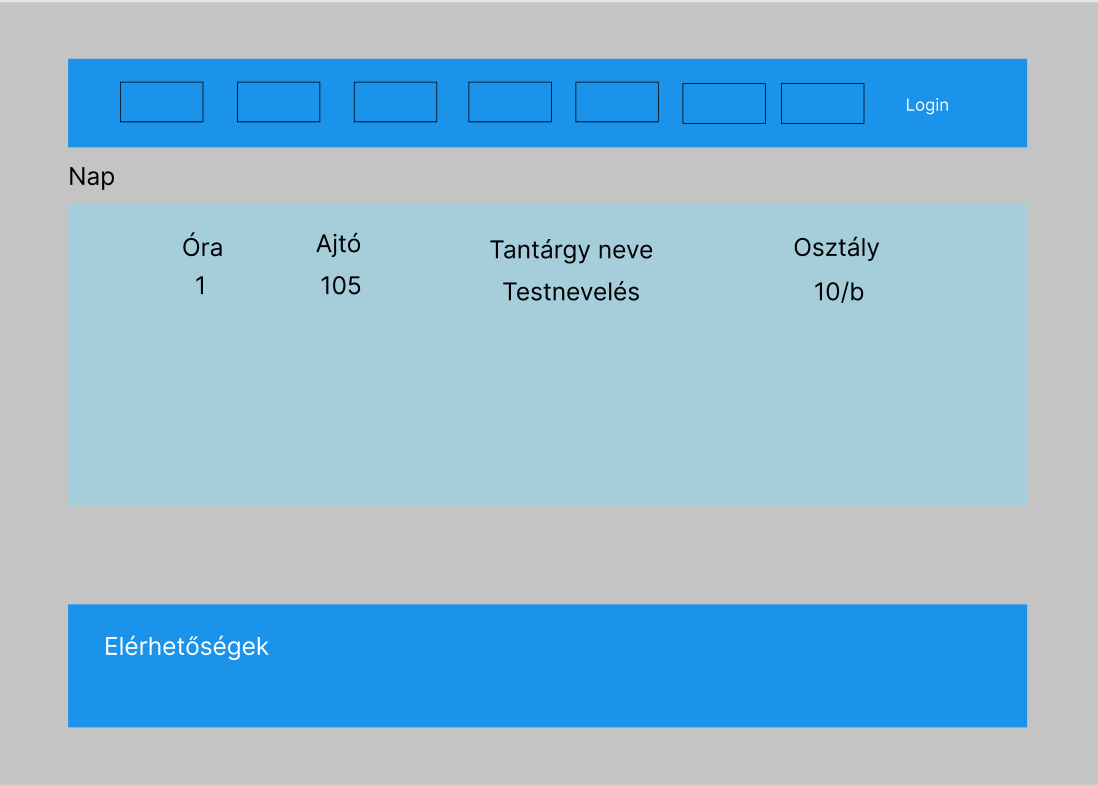 Login
Nap
Óra Ajtó Tantárgy neve Osztály
1 105 Testnevelés 10/b
Elérhetőségek